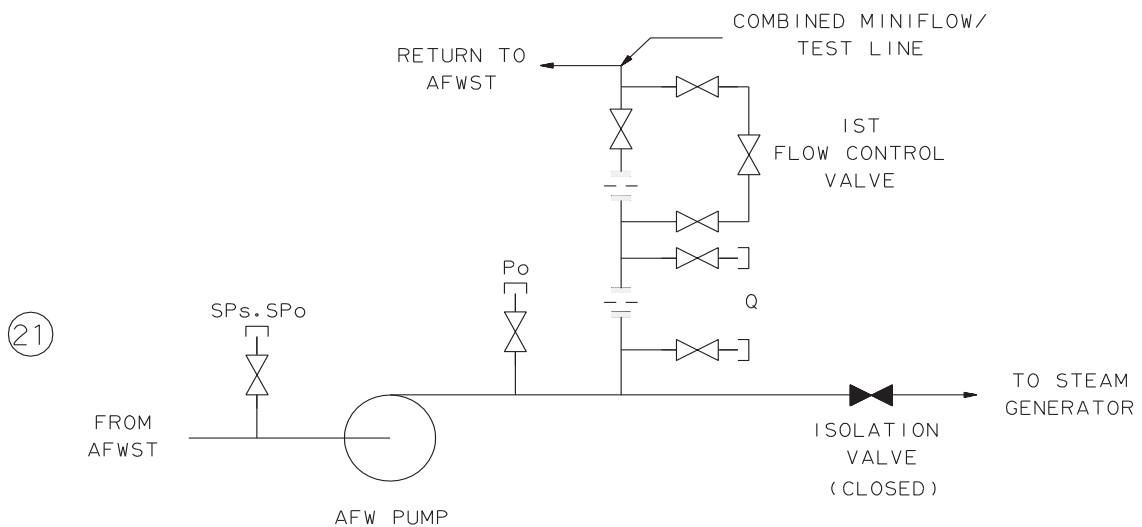 COMBINED MINIFLOW/
TEST LINE
RETURN TO
AFWST
IST
FLOW CONTROL
VALVE
Po
Q
SPs.SPo
21
FROM
AFWST
TO STEAM
GENERATOR
ISOLATION
VALVE
(CLOSED)
AFW PUMP